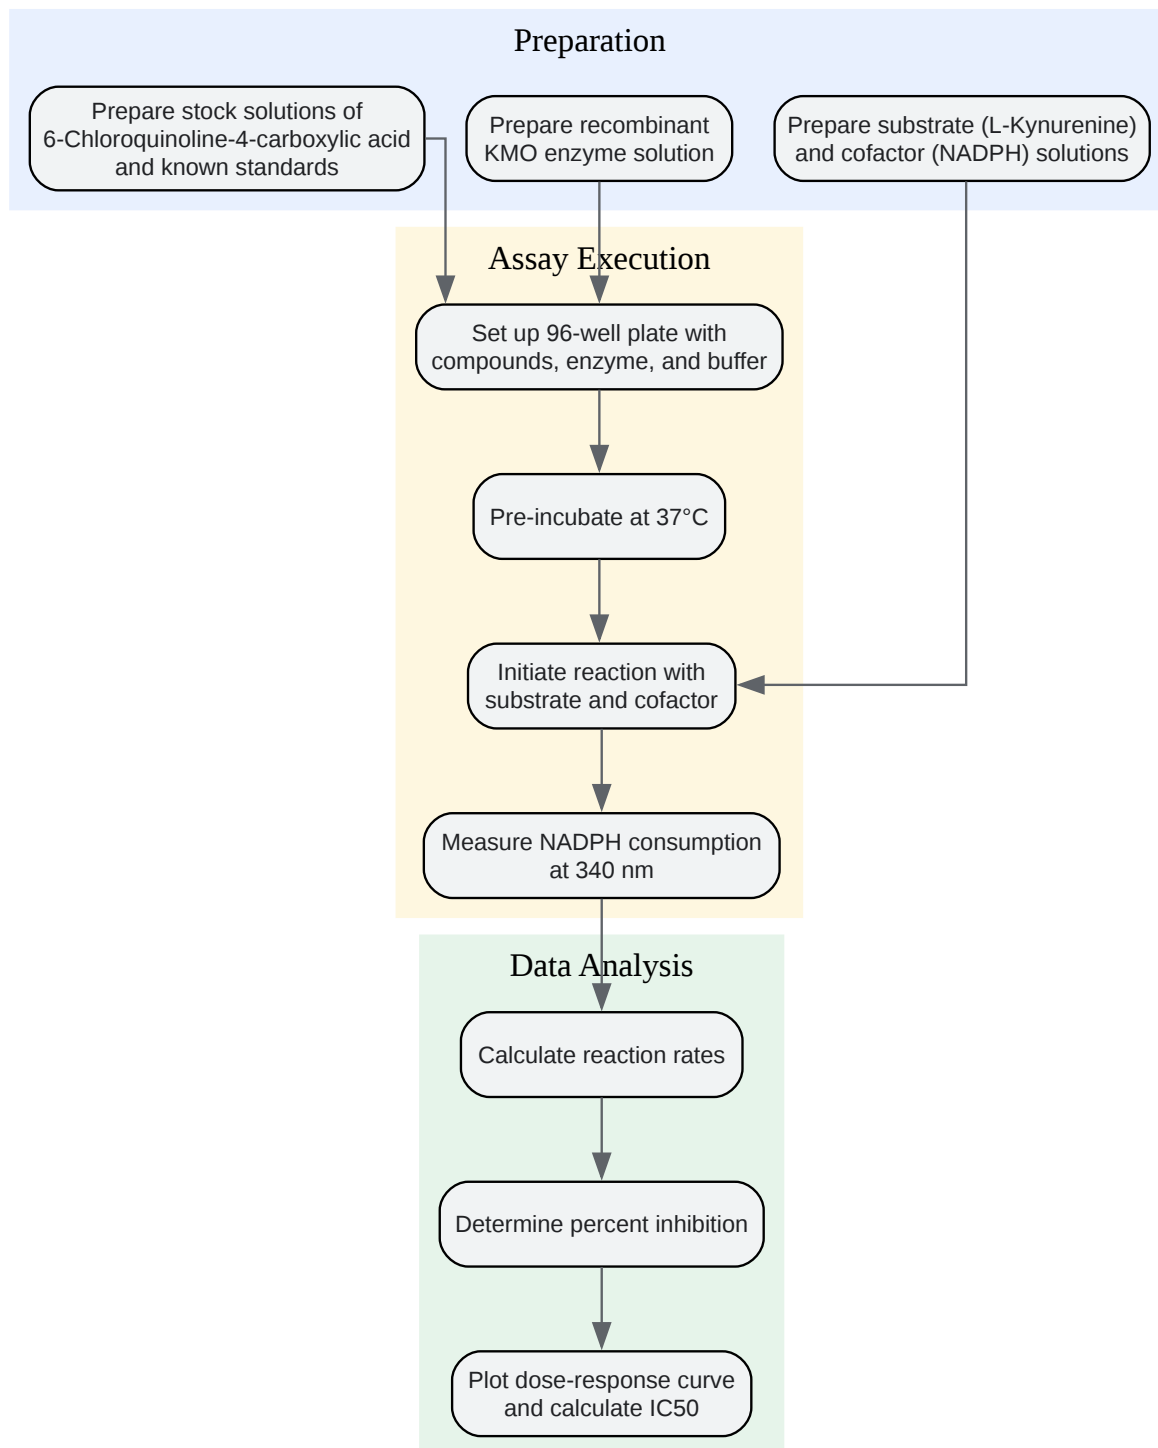 Preparation
Prepare stock solutions of
6-Chloroquinoline-4-carboxylic acid
and known standards
Prepare recombinant
KMO enzyme solution
Prepare substrate (L-Kynurenine)
and cofactor (NADPH) solutions
Assay Execution
Set up 96-well plate with
compounds, enzyme, and buffer
Pre-incubate at 37°C
Initiate reaction with
substrate and cofactor
Measure NADPH consumption
at 340 nm
Data Analysis
Calculate reaction rates
Determine percent inhibition
Plot dose-response curve
and calculate IC50